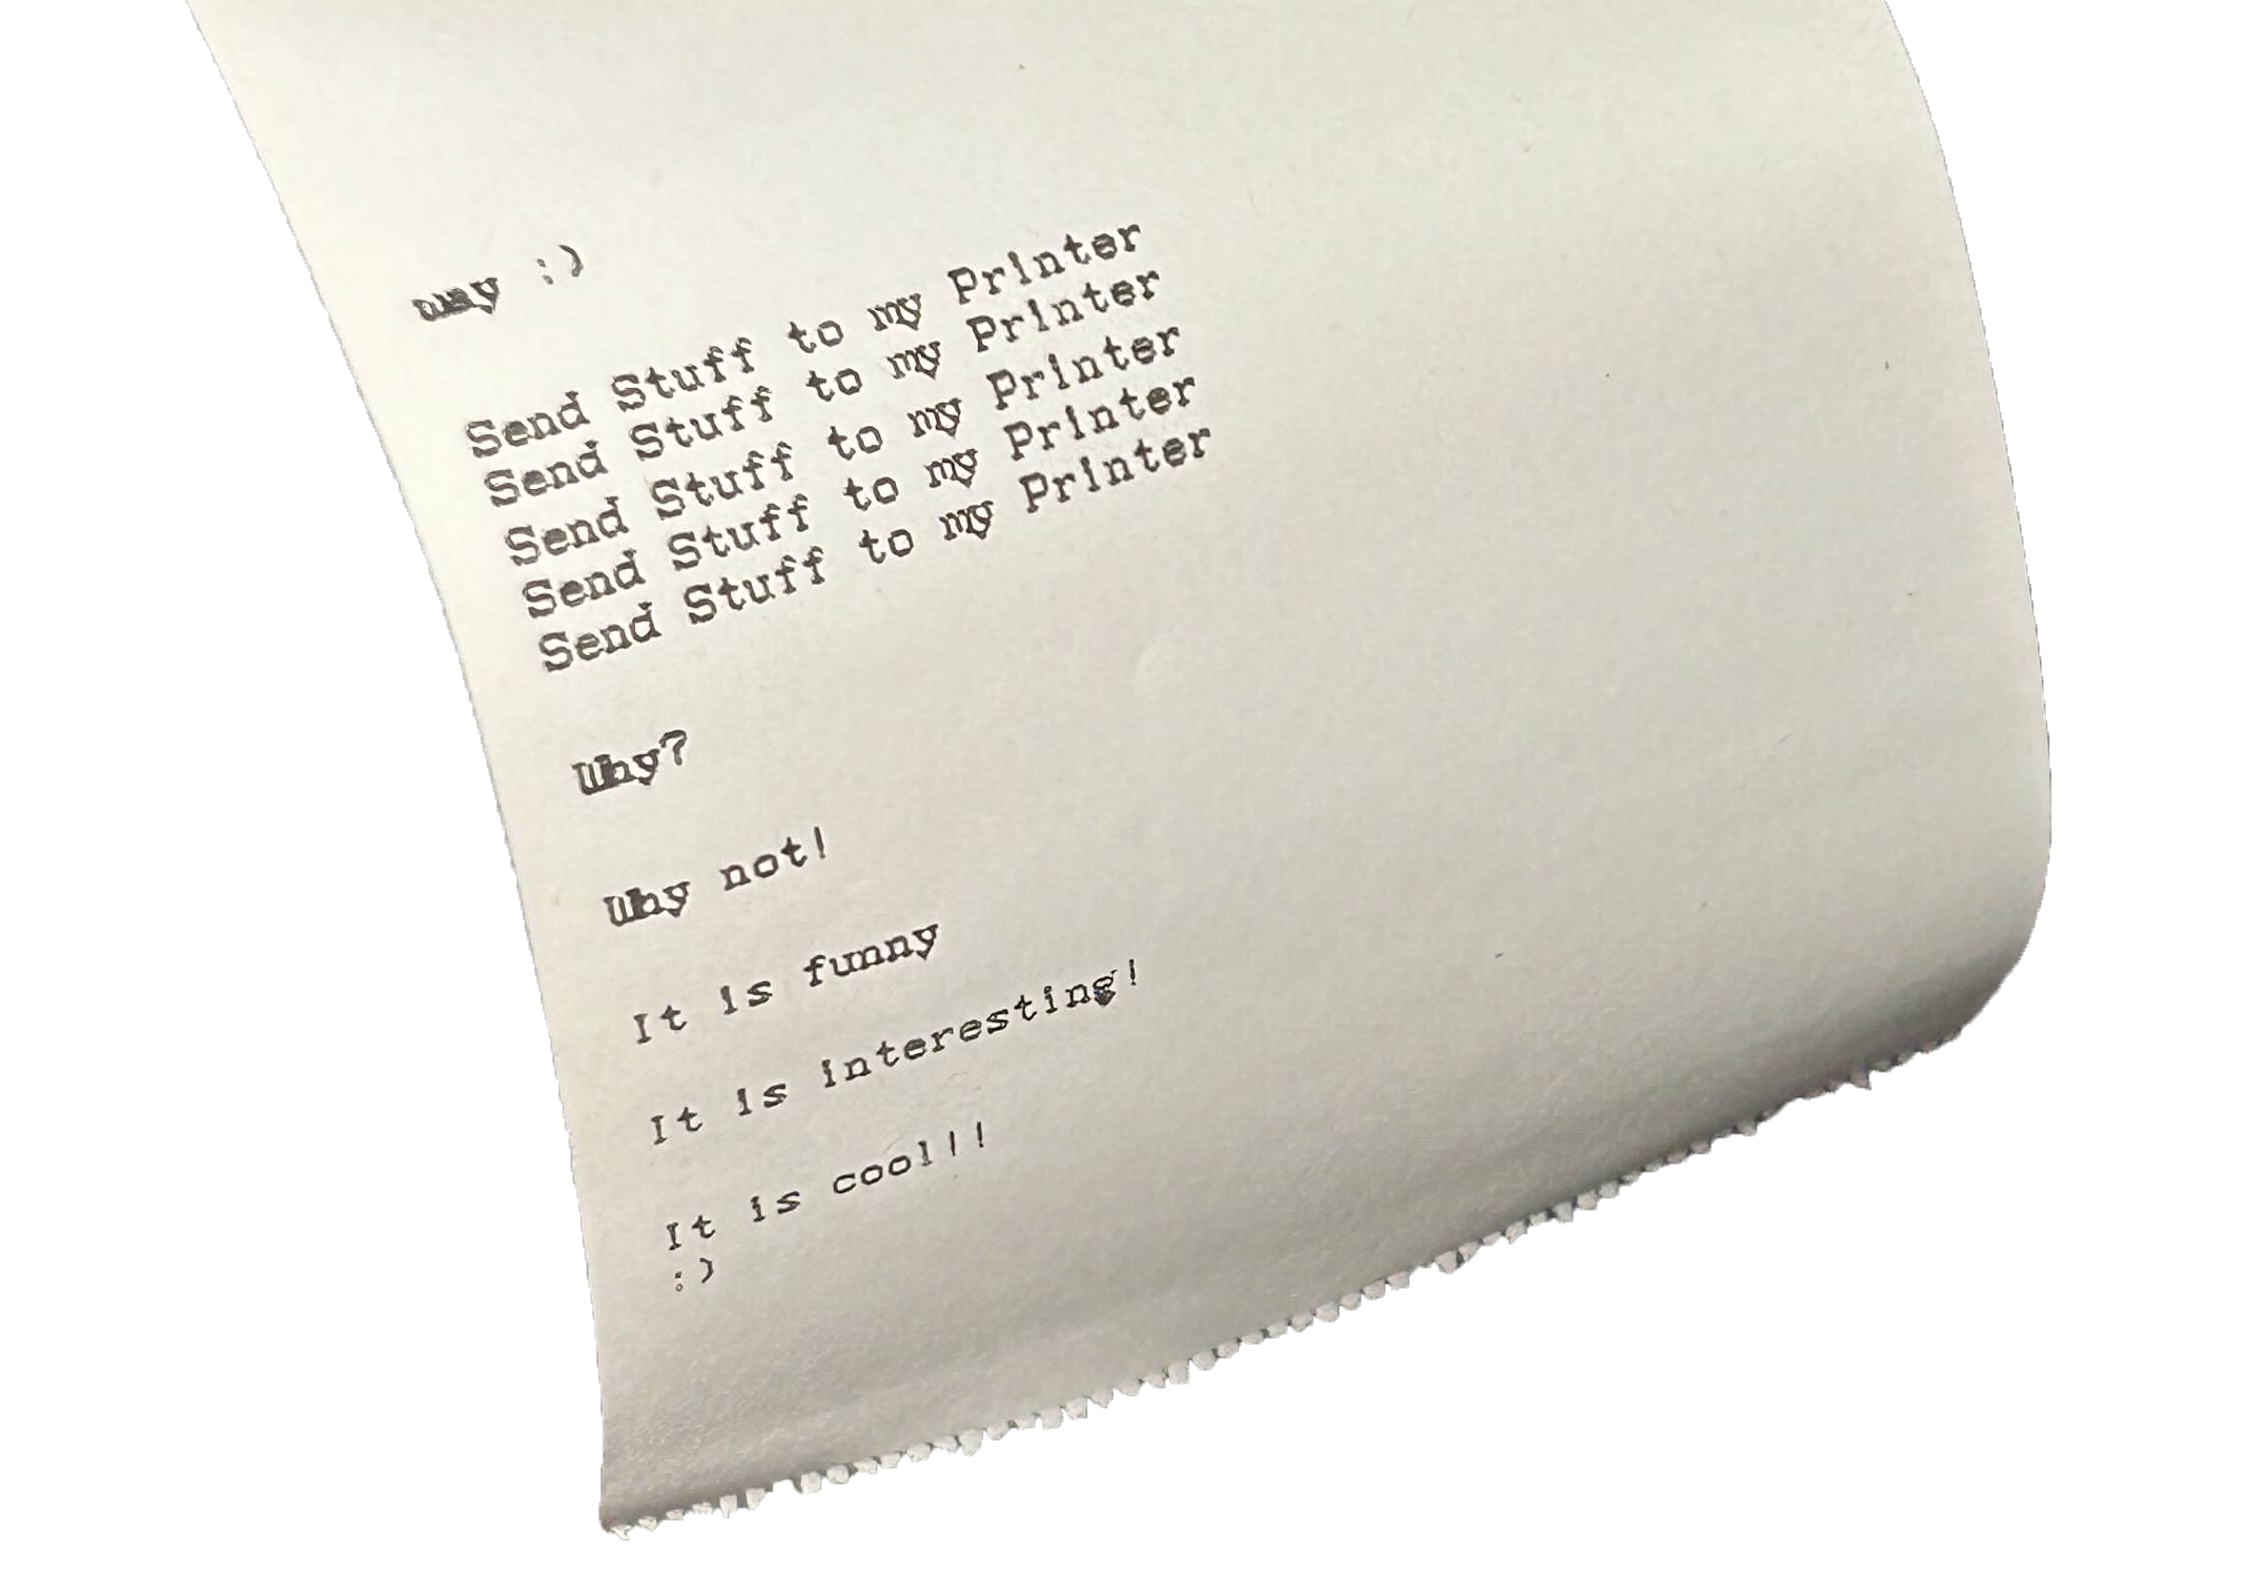 way :)
Send Stuff to my Printer
Send Stuff to my Printer
Send Stuff to my Printer
Send Stuff to my Printer
Send Stuff to my Printer
Why?
Why not!
It is funny
It is interesting!
It is cool!!
:)